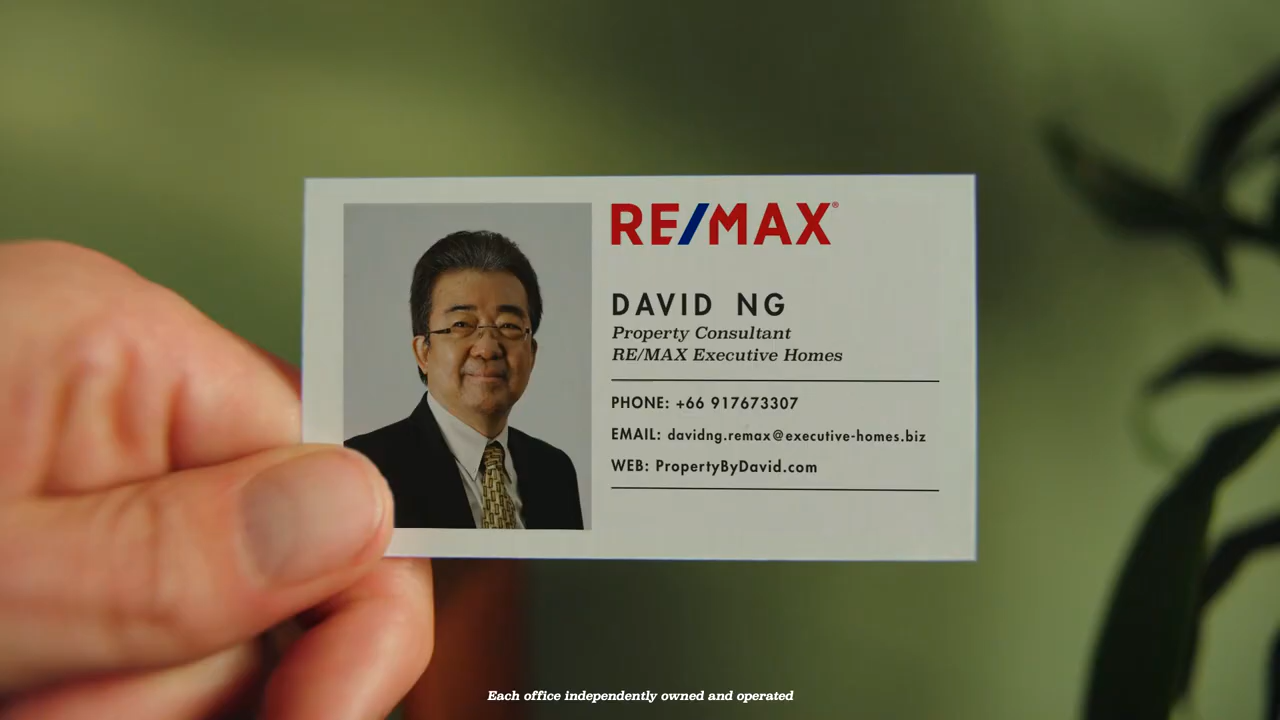 RE/MAX®
DAVID NG
Property Consultant
RE/MAX Executive Homes
PHONE: +66 917673307
EMAIL: davidng.remax@executive-homes.biz
WEB: PropertyByDavid.com
Each office independently owned and operated